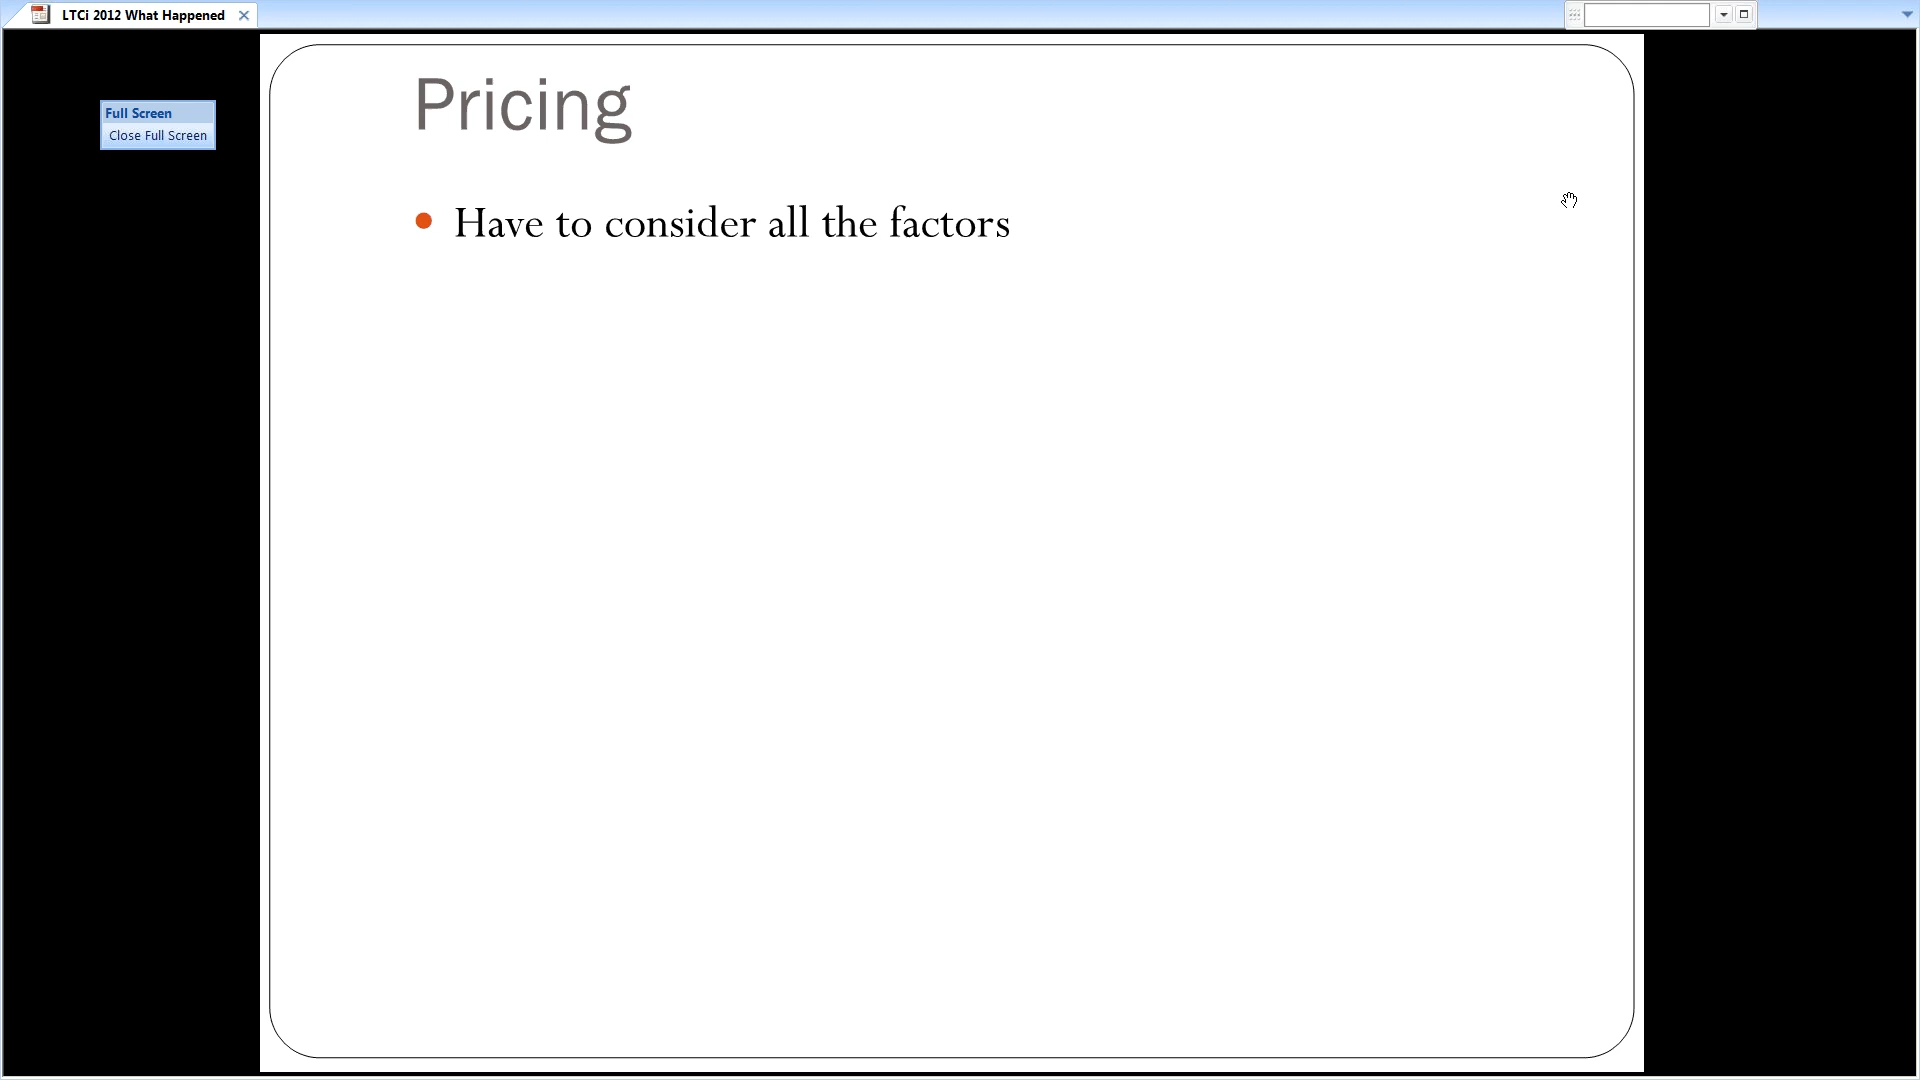 LTCi 2012 What Happened
Full Screen
Close Full Screen
Pricing
Have to consider all the factors